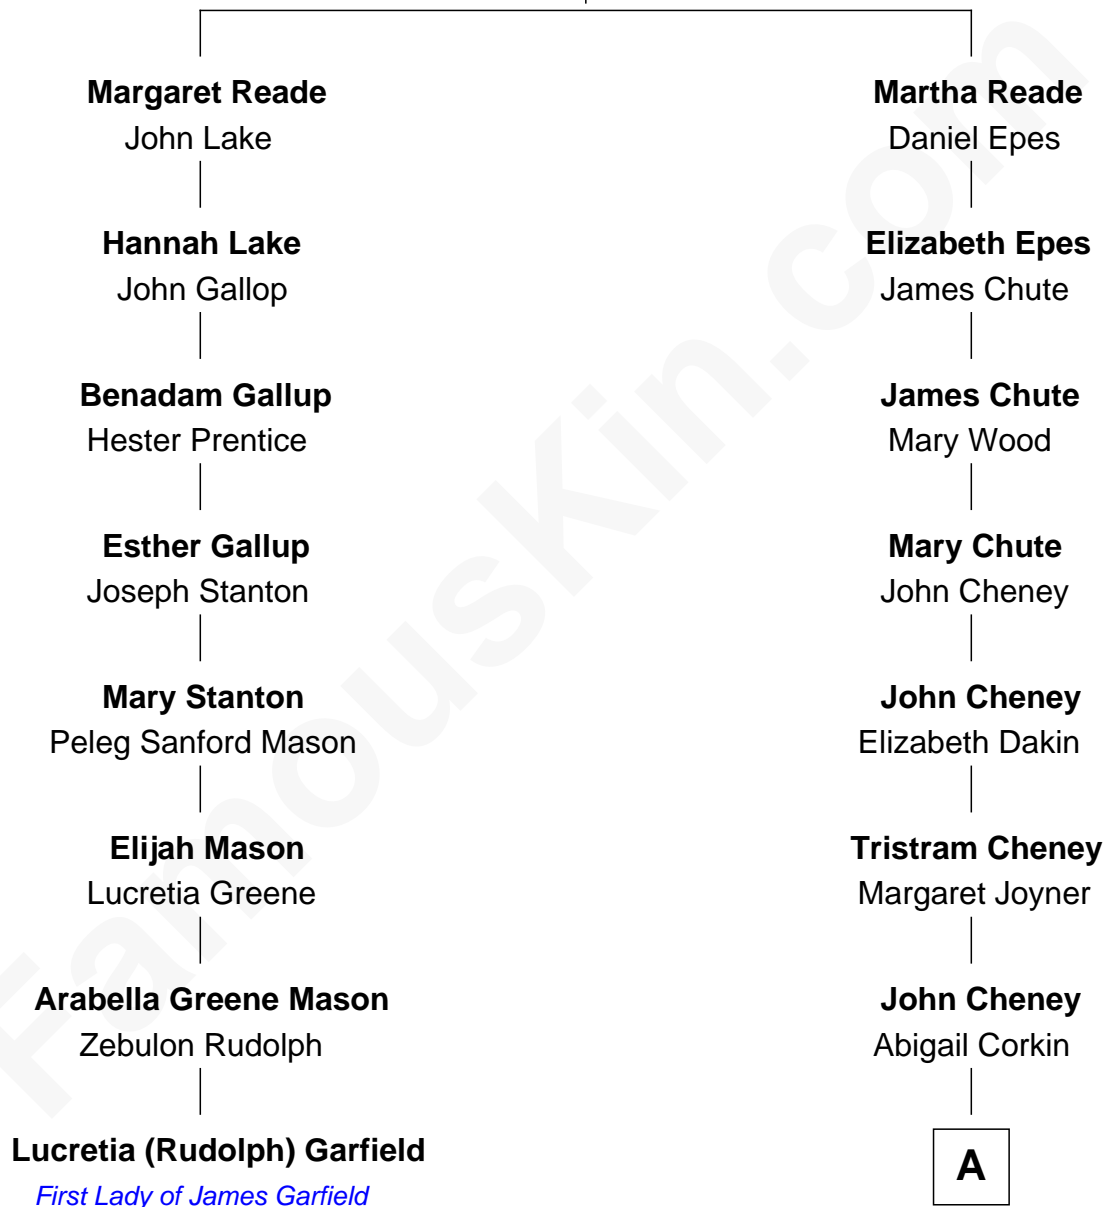 Margaret Reade
John Lake
Martha Reade
Daniel Epes
Hannah Lake
John Gallop
Elizabeth Epes
James Chute
Benadam Gallup
Hester Prentice
James Chute
Mary Wood
Esther Gallup
Joseph Stanton
Mary Chute
John Cheney
Mary Stanton
Peleg Sanford Mason
John Cheney
Elizabeth Dakin
Elijah Mason
Lucretia Greene
Tristram Cheney
Margaret Joyner
Arabella Greene Mason
Zebulon Rudolph
John Cheney
Abigail Corkin
Lucretia (Rudolph) Garfield
First Lady of James Garfield
A
FamousKin.com